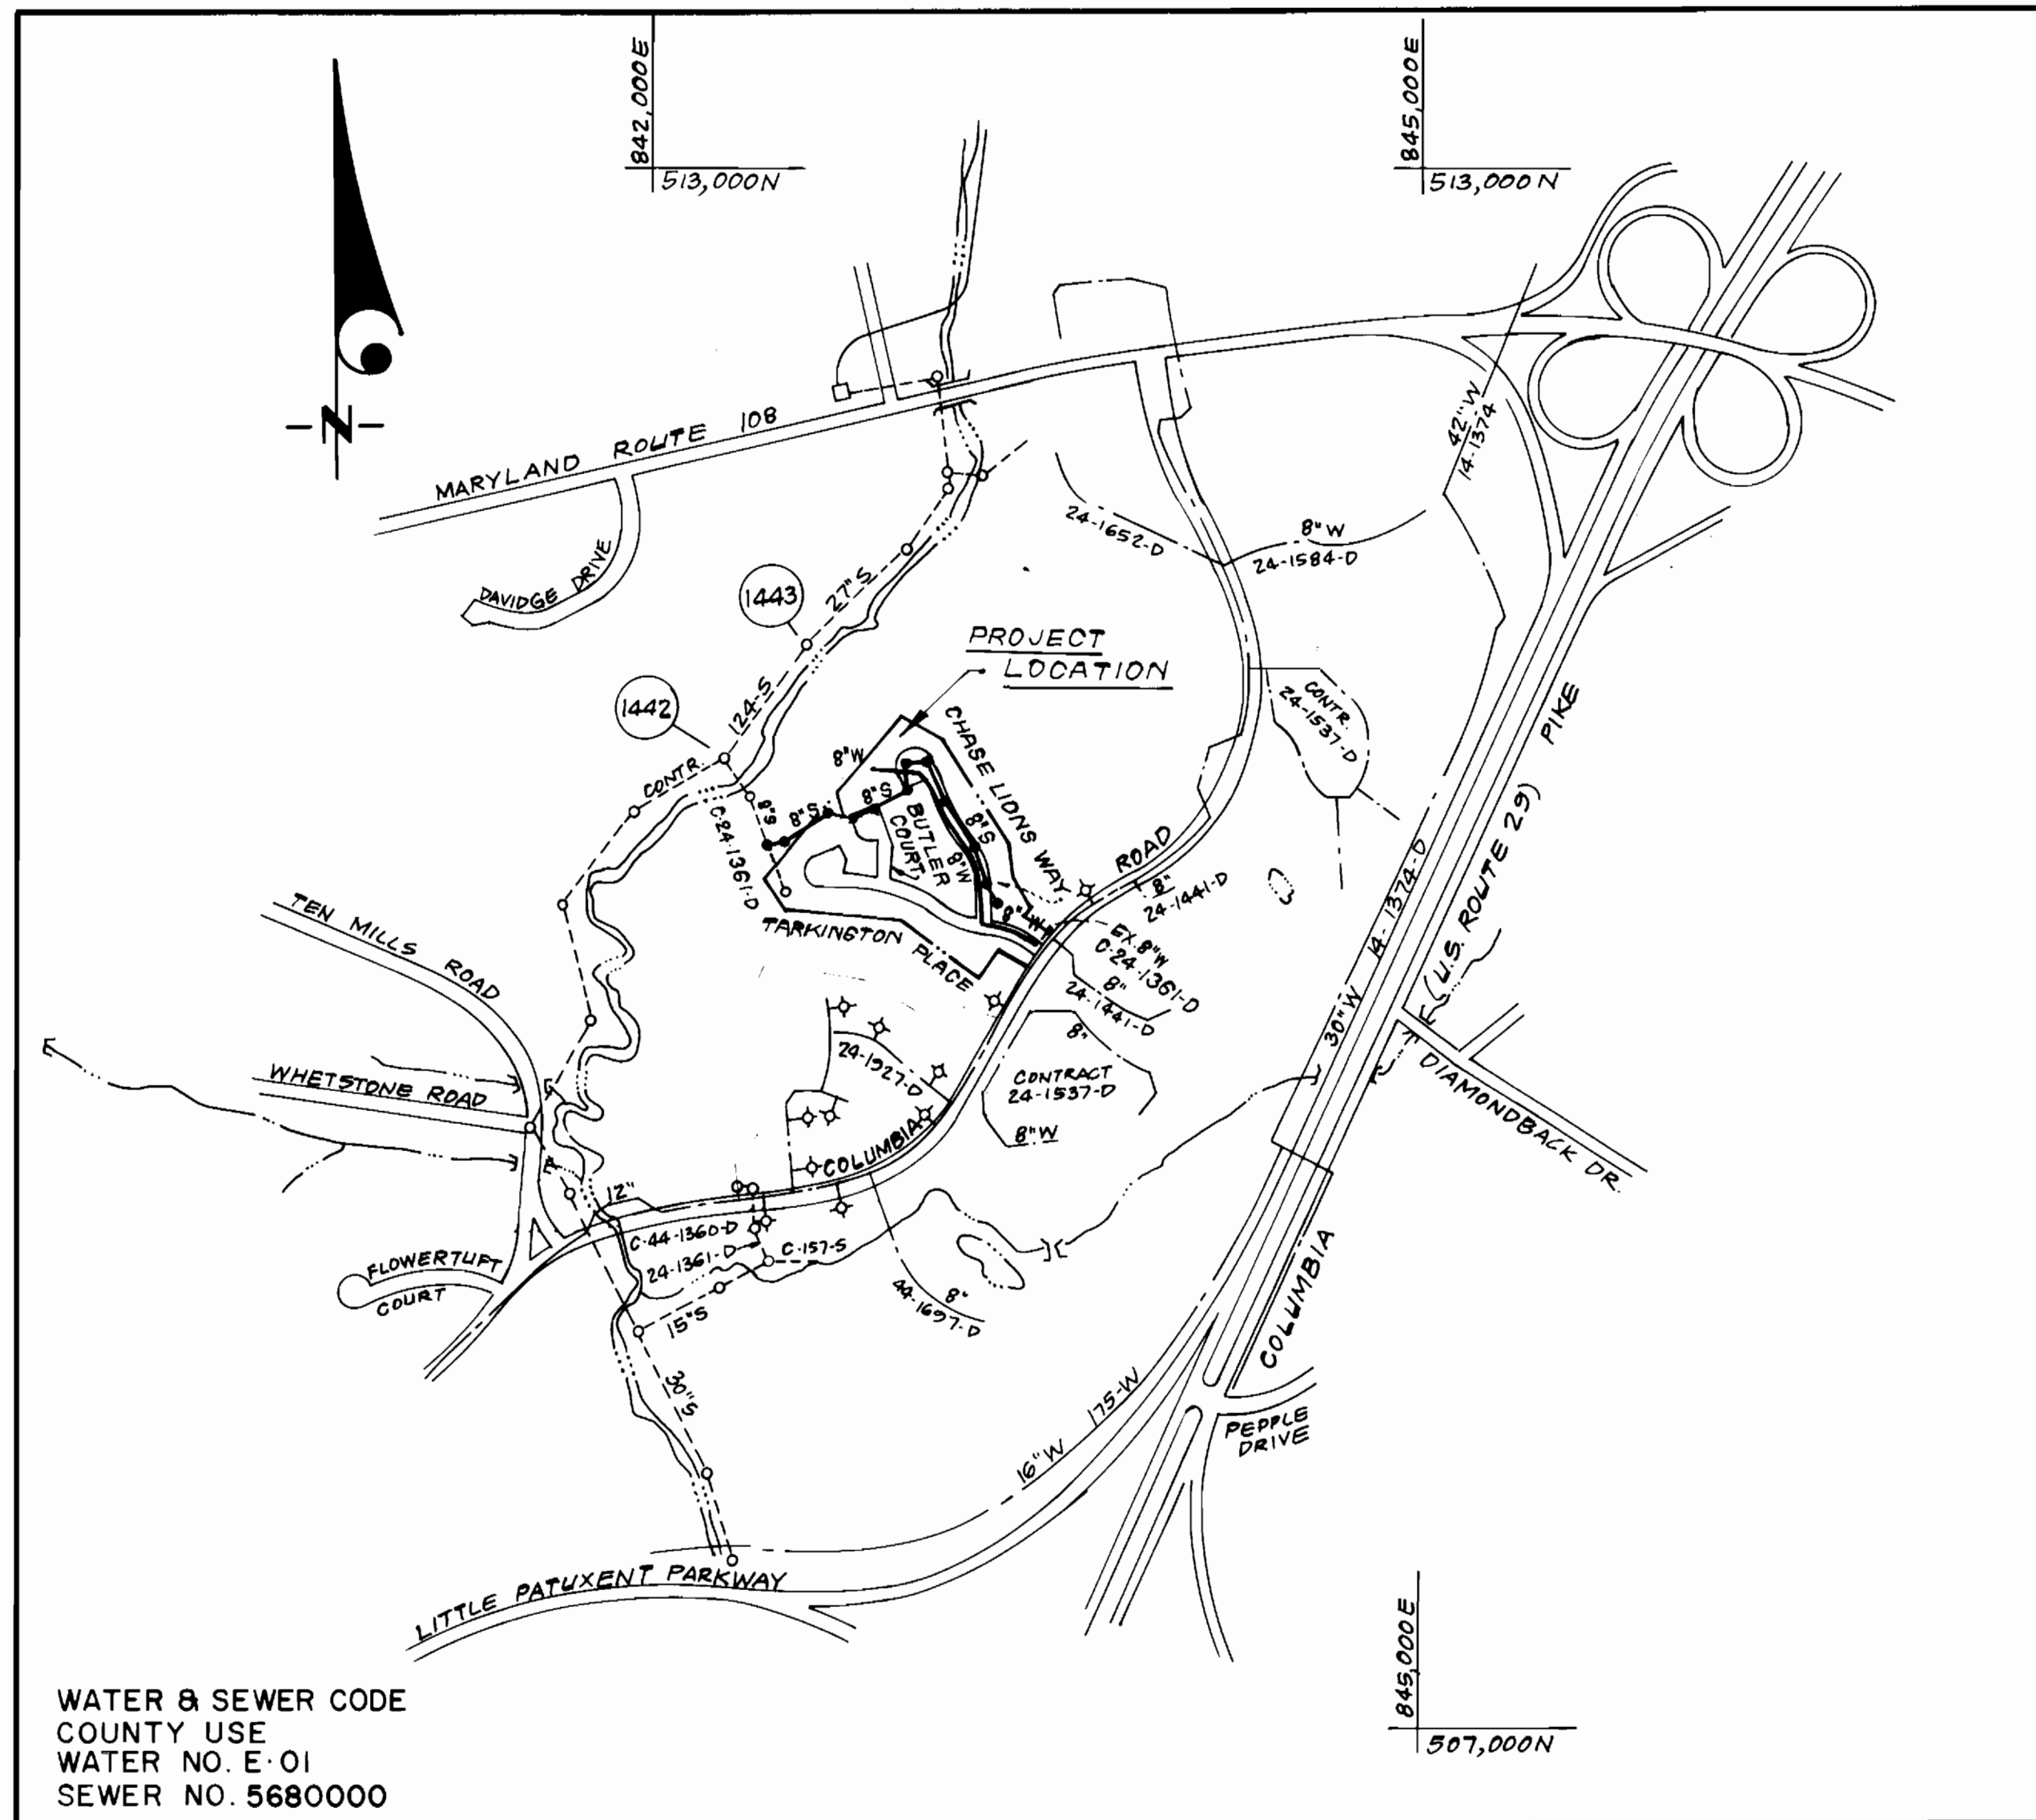 842,000E
513,000N
845,000E
513,000N
N
MARYLAND ROUTE 108
DAVIDGE DRIVE
42"W
14-1374
24-1652-D
8"W
24-1584-D
1443
27"S
PROJECT
LOCATION
1442
124-S
CONTR.
24-1537-D
CONTR.
8"S
C-24-1361-D
8"S
8"W
8"S
CHASE LIONS WAY
8"S
BUTLER
COURT
8"W
8"W
TARKINGTON PLACE
ROAD
8"
24-1441-D
EX. 8"W
C-24-1361-D
8"
24-1441-D
14-1374-D
30"W
(U.S. ROUTE 29)
PIKE
TEN MILLS ROAD
WHETSTONE ROAD
24-1927-D
8"
CONTRACT
24-1537-D
8"W
COLUMBIA
DIAMONDBACK DR.
12"
C-44-1360-D
24-1361-D
C-157-S
FLOWERTUFT
COURT
15"S
8"
44-1697-D
30"S
COLUMBIA
175-W
16"W
PEPPLE
DRIVE
LITTLE PATUXENT PARKWAY
845,000E
507,000N
WATER & SEWER CODE
COUNTY USE
WATER NO. E·01
SEWER NO. 5680000